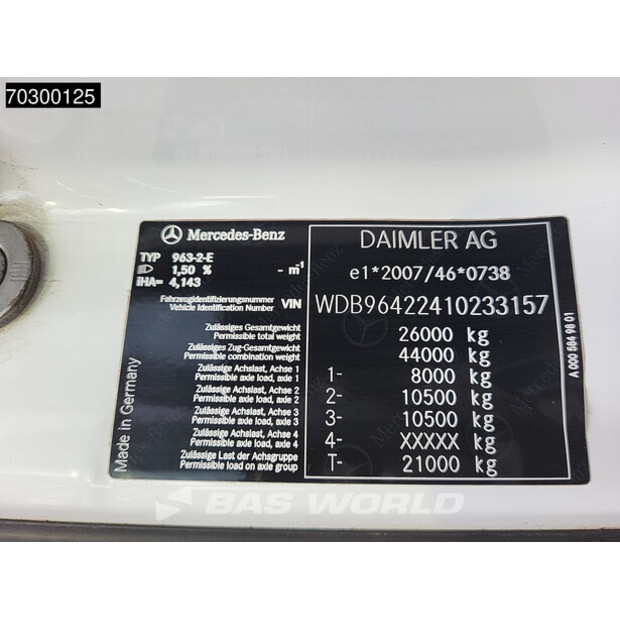 70300125
Mercedes-Benz
TYP 963-2-E
1,50 % - m⁻¹
iHA= 4,143
Fahrzeugidentifizierungsnummer
Vehicle Identification Number VIN
Zulässiges Gesamtgewicht
Permissible total weight
Zulässiges Zug-Gesamtgewicht
Permissible combination weight
Zulässige Achslast, Achse 1
Permissible axle load, axle 1
Zulässige Achslast, Achse 2
Permissible axle load, axle 2
Zulässige Achslast, Achse 3
Permissible axle load, axle 3
Zulässige Achslast, Achse 4
Permissible axle load, axle 4
Zulässige Last der Achsgruppe
Permissible load on axle group
Made in Germany
DAIMLER AG
e1*2007/46*0738
WDB96422410233157
26000 kg
44000 kg
1- 8000 kg
2- 10500 kg
3- 10500 kg
4- XXXXX kg
T- 21000 kg
A 000 584 98 01
BAS WORLD